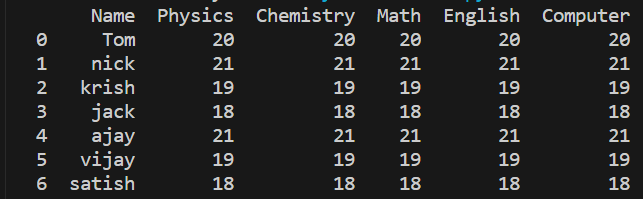 Name Physics Chemistry Math English Computer
0 Tom 20 20 20 20 20
1 nick 21 21 21 21 21
2 krish 19 19 19 19 19
3 jack 18 18 18 18 18
4 ajay 21 21 21 21 21
5 vijay 19 19 19 19 19
6 satish 18 18 18 18 18